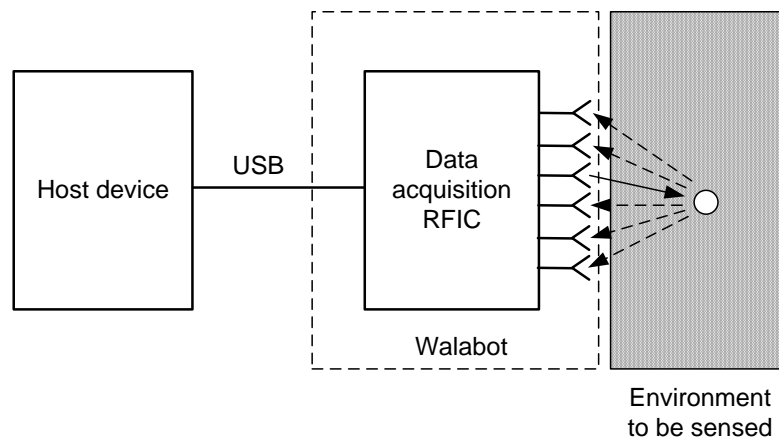 Host device
USB
Data
acquisition
RFIC
Walabot
Environment
to be sensed